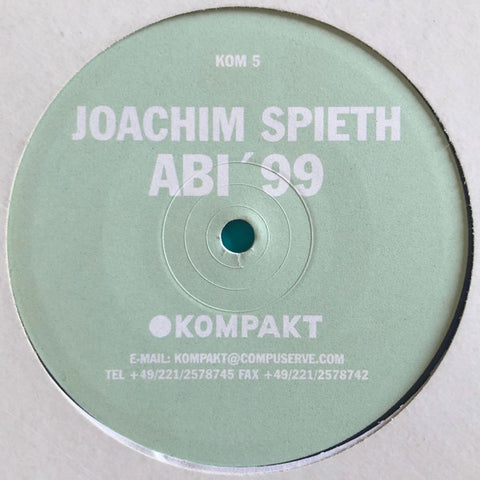 KOM 5
JOACHIM SPIETH
ABI´99
KOMPAKT
E-MAIL: KOMPAKT@COMPUSERVE.COM
TEL +49/221/2578745 FAX +49/221/2578742